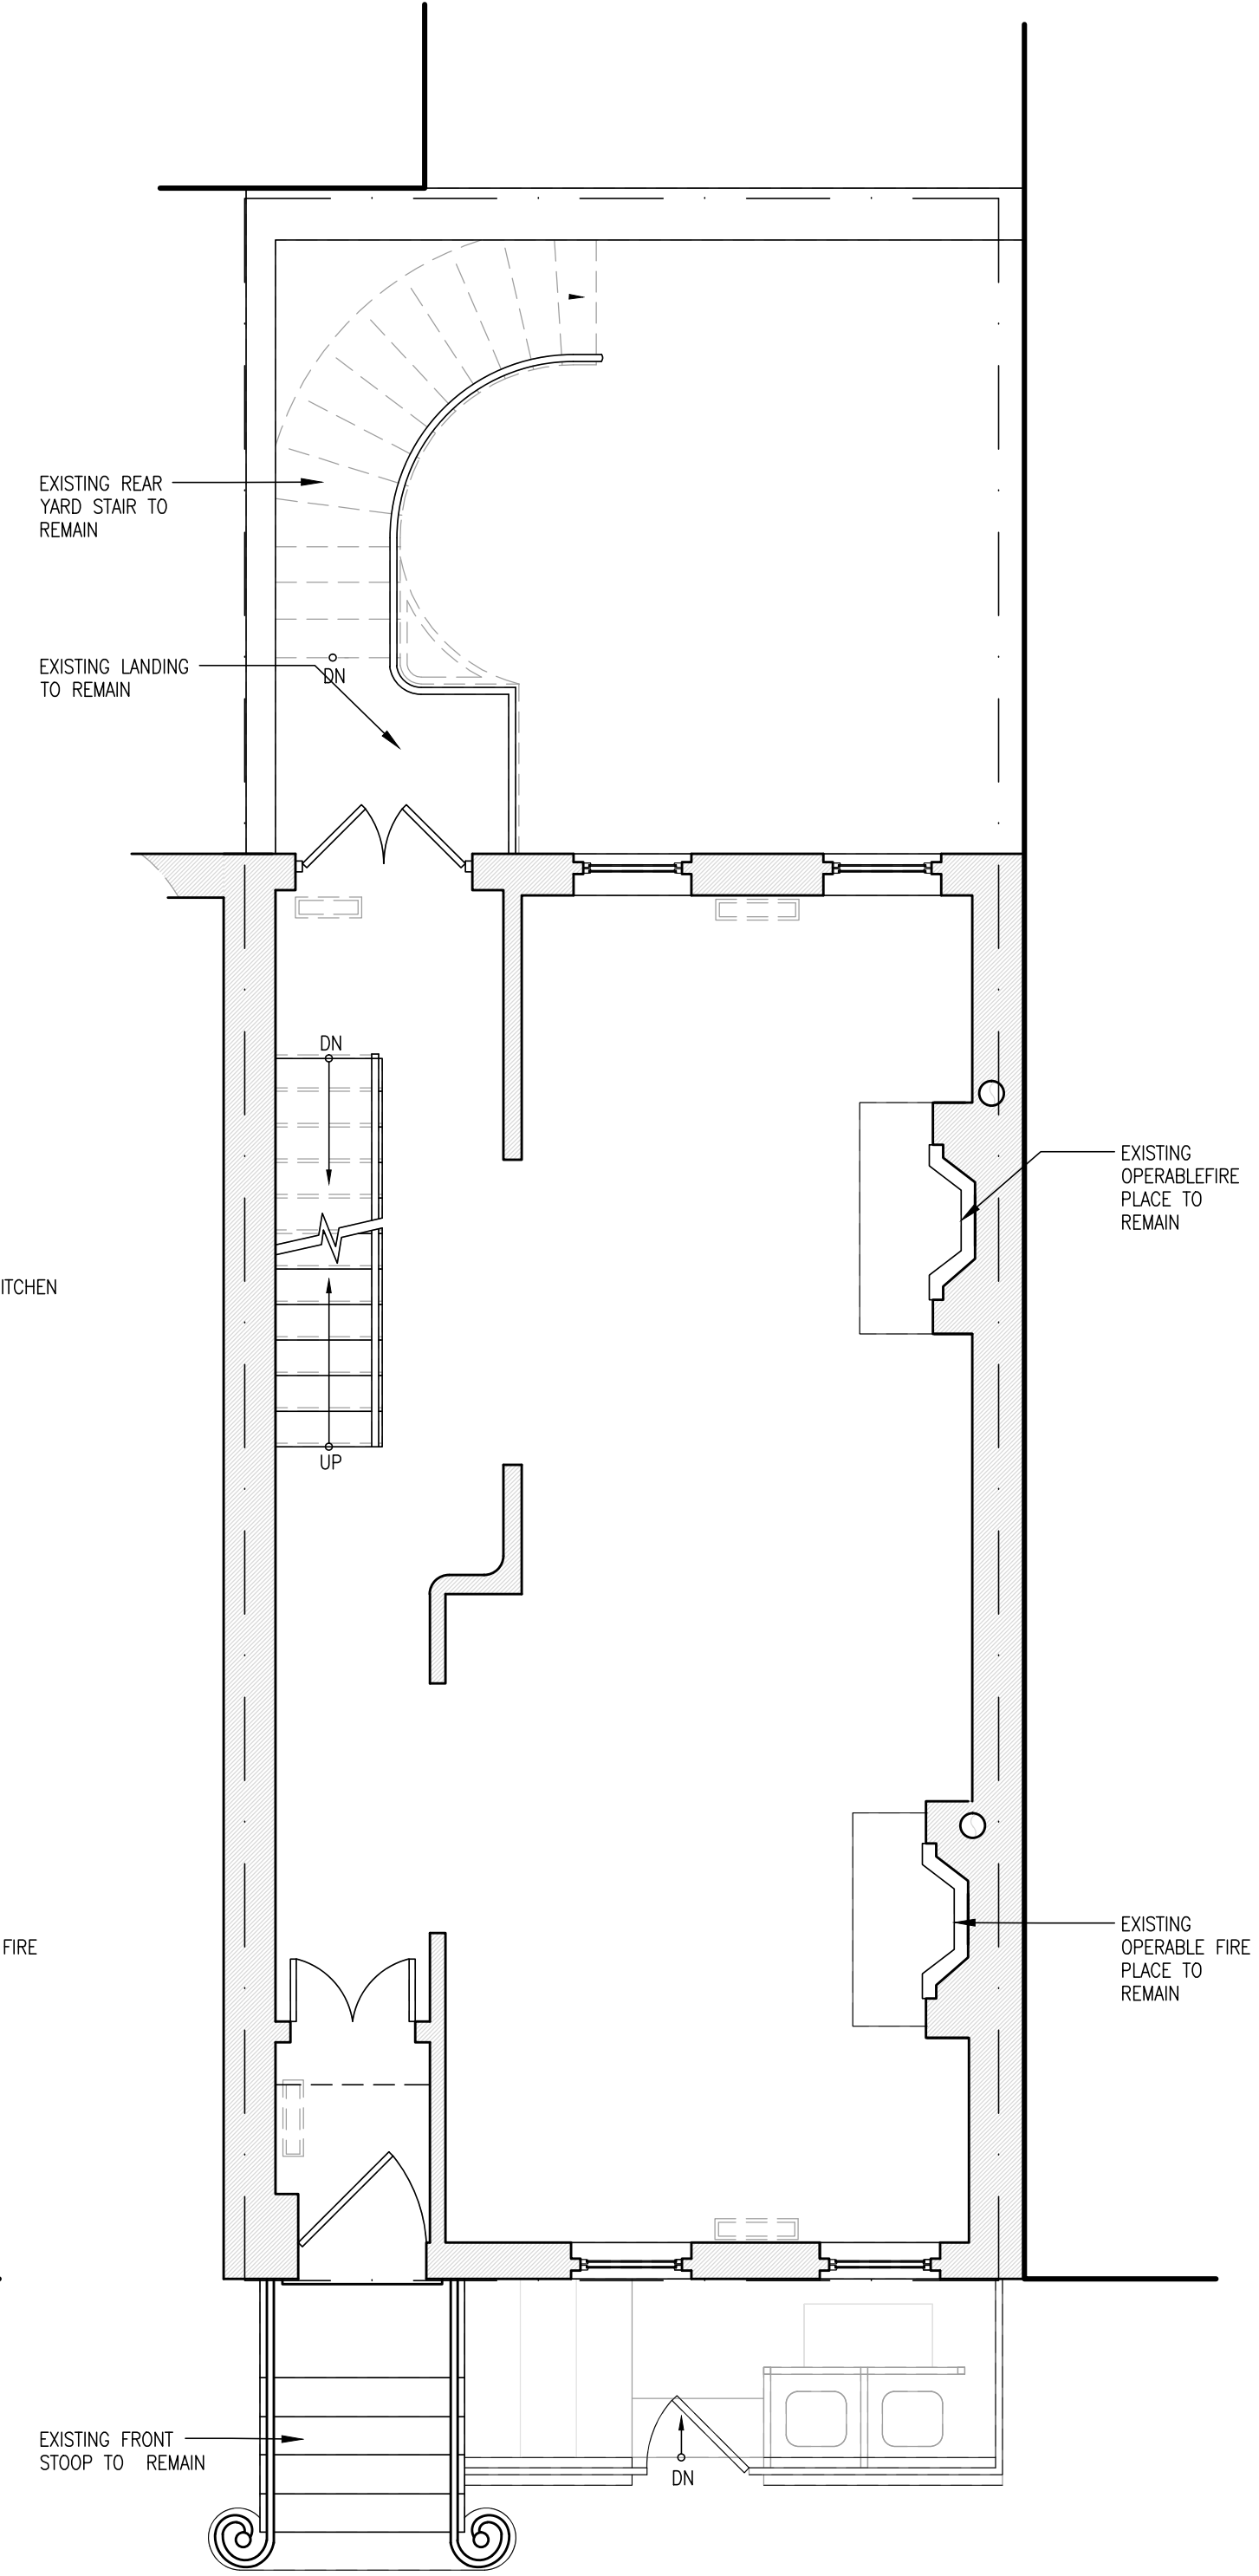 EXISTING REAR
YARD STAIR TO
REMAIN
EXISTING LANDING
TO REMAIN
DN
DN
EXISTING
OPERABLEFIRE
PLACE TO
REMAIN
ITCHEN
UP
EXISTING
OPERABLE FIRE
PLACE TO
REMAIN
FIRE
EXISTING FRONT
STOOP TO REMAIN
DN